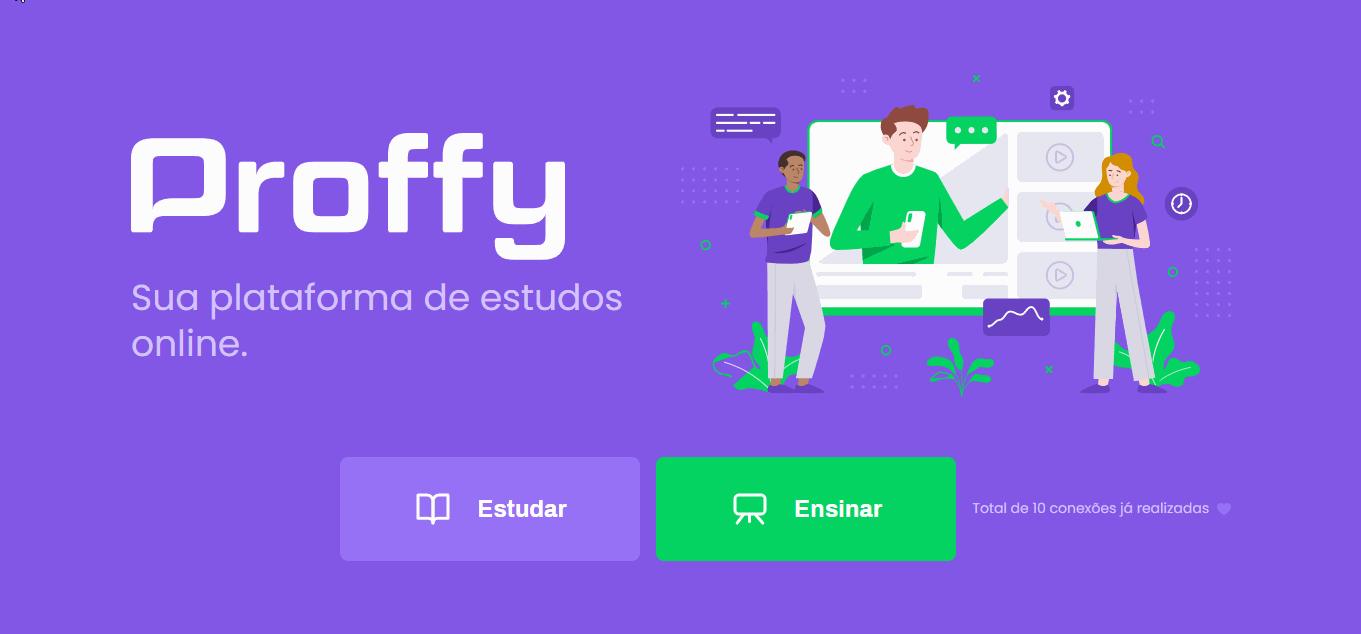 Proffy
Sua plataforma de estudos
online.
Estudar
Ensinar
Total de 10 conexões já realizadas